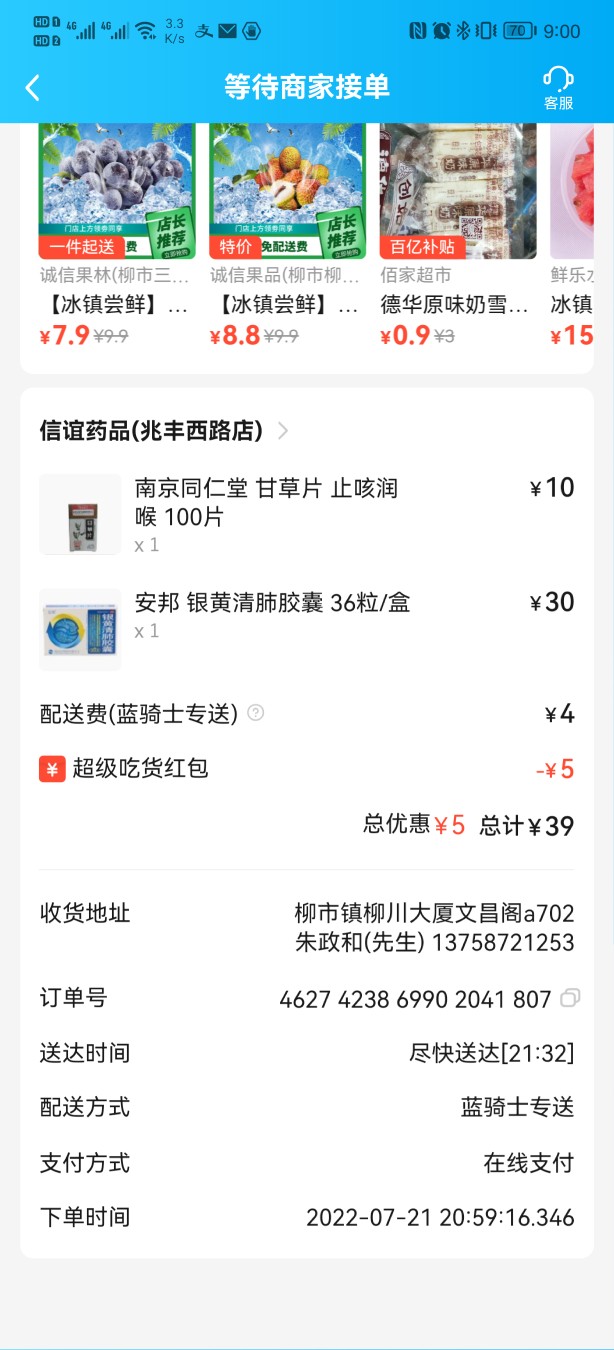 HD 1 4G 4G 3.3 K/s 支 70 9:00
HD 2
等待商家接单
客服
门店上方领券同享
店长推荐
立即抢购
一件起送
费
门店上方领券同享
店长推荐
立即抢购
特价
免配送费
百亿补贴
诚信果林(柳市三...
诚信果品(柳市柳...
佰家超市
鲜乐水
【冰镇尝鲜】...
【冰镇尝鲜】...
德华原味奶雪...
冰镇
¥7.9 ¥9.9
¥8.8 ¥9.9
¥0.9 ¥3
¥15
信谊药品(兆丰西路店)
南京同仁堂 甘草片 止咳润
喉 100片
¥10
x 1
安邦 银黄清肺胶囊 36粒/盒
¥30
x 1
银黄清肺胶囊
配送费(蓝骑士专送) ?
¥4
¥ 超级吃货红包
-¥5
总优惠¥5 总计¥39
收货地址
柳市镇柳川大厦文昌阁a702
朱政和(先生) 13758721253
订单号
4627 4238 6990 2041 807
送达时间
尽快送达[21:32]
配送方式
蓝骑士专送
支付方式
在线支付
下单时间
2022-07-21 20:59:16.346